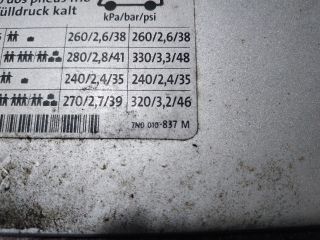 ülldruck kalt
kPa/bar/psi
260/2,6/38 260/2,6/38
280/2,8/41 330/3,3/48
240/2,4/35 240/2,4/35
270/2,7/39 320/3,2/46
7N0 010 837 M